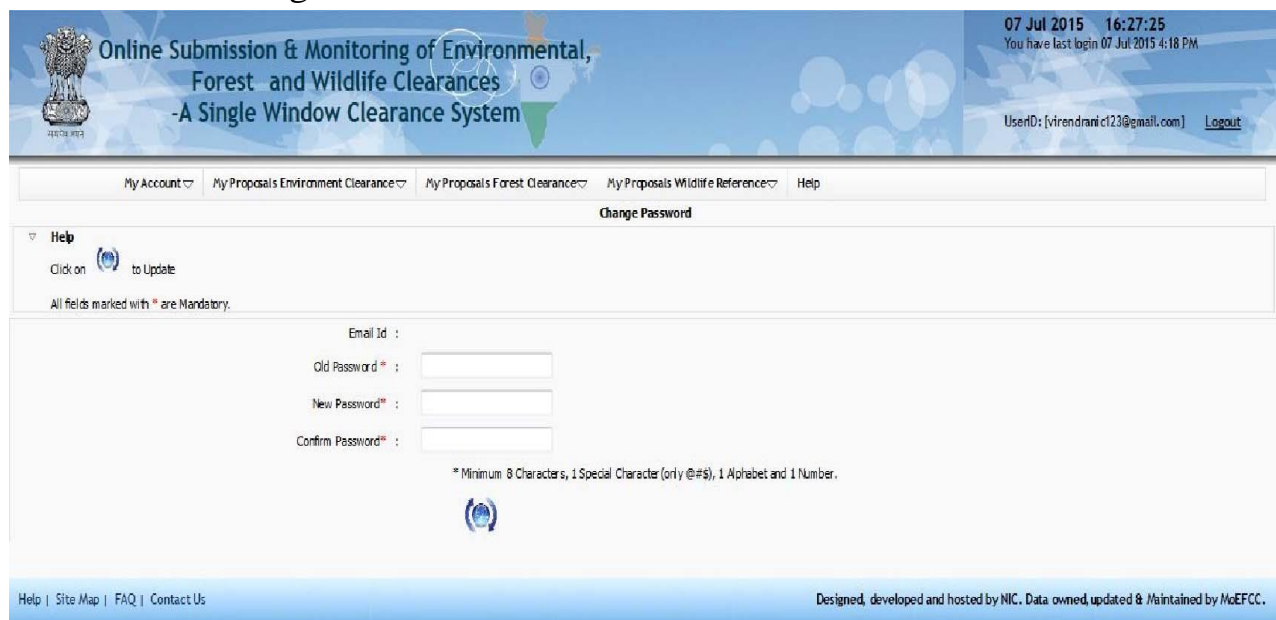 07 Jul 2015 16:27:25
You have last login 07 Jul 2015 4:18 PM
Online Submission & Monitoring of Environmental,
Forest and Wildlife Clearances
-A Single Window Clearance System
सत्यमेव जयते
UserID: [virendranic123@gmail.com] Logout
My Account My Proposals Environment Clearance My Proposals Forest Clearance My Proposals Wildlife Reference Help
Change Password
Help
Click on to Update
All fields marked with * are Mandatory.
Email Id :
Old Password * :
New Password* :
Confirm Password* :
* Minimum 8 Characters, 1 Special Character(only @#$), 1 Alphabet and 1 Number.
Help | Site Map | FAQ | Contact Us
Designed, developed and hosted by NIC. Data owned, updated & Maintained by MoEFCC.